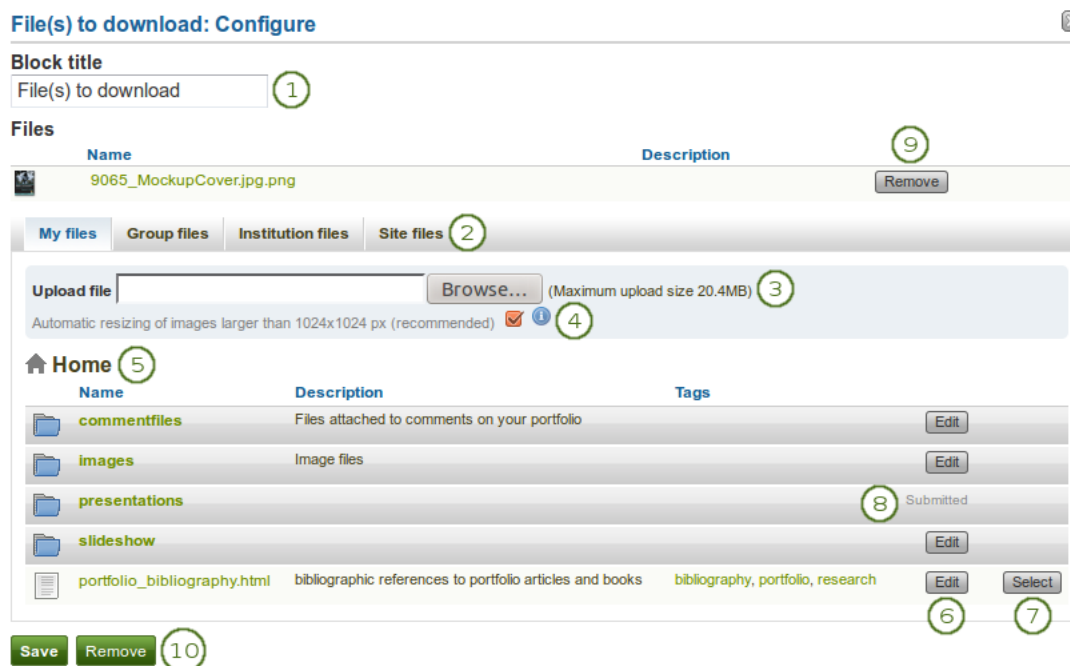 File(s) to download: Configure
Block title
File(s) to download 1
Files
9
Name Description
9065_MockupCover.jpg.png Remove
My files Group files Institution files Site files 2
Upload file Browse... (Maximum upload size 20.4MB) 3
Automatic resizing of images larger than 1024x1024 px (recommended) i 4
Home 5
Name Description Tags
commentfiles Files attached to comments on your portfolio Edit
images Image files Edit
presentations 8 Submitted
slideshow Edit
portfolio_bibliography.html bibliographic references to portfolio articles and books bibliography, portfolio, research Edit Select
6 7
Save Remove 10